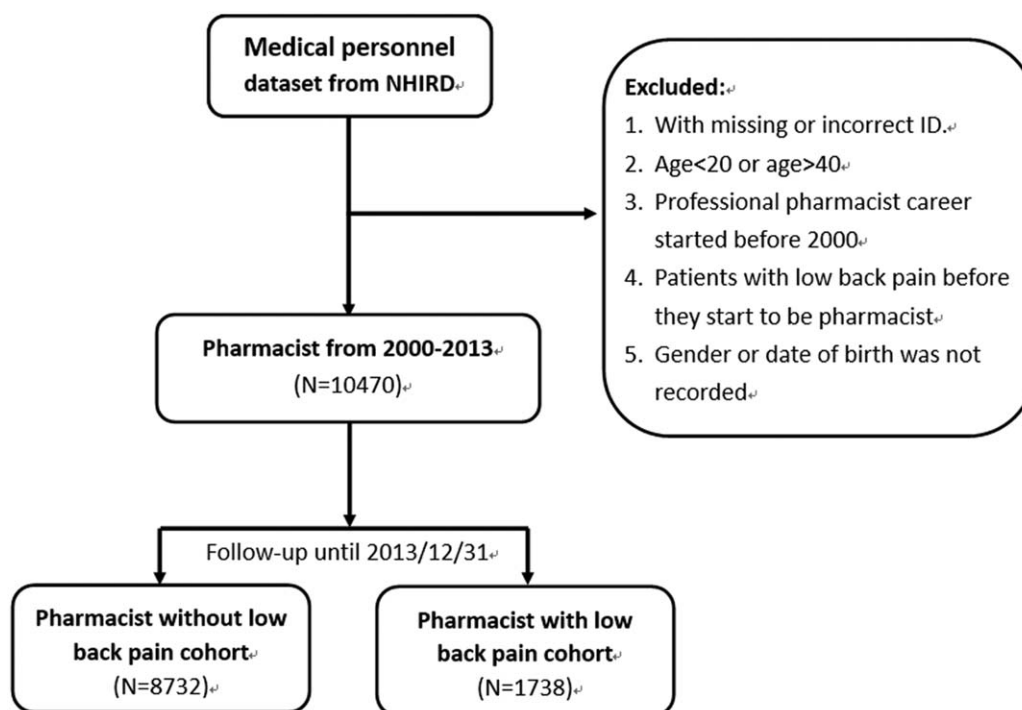 Medical personnel
dataset from NHIRD↵
Excluded:↵
1. With missing or incorrect ID.↵
2. Age<20 or age>40↵
3. Professional pharmacist career
started before 2000↵
4. Patients with low back pain before
they start to be pharmacist↵
5. Gender or date of birth was not
recorded↵
Pharmacist from 2000-2013↵
(N=10470)↵
Follow-up until 2013/12/31↵
Pharmacist without low
back pain cohort↵
(N=8732)↵
Pharmacist with low
back pain cohort↵
(N=1738)↵